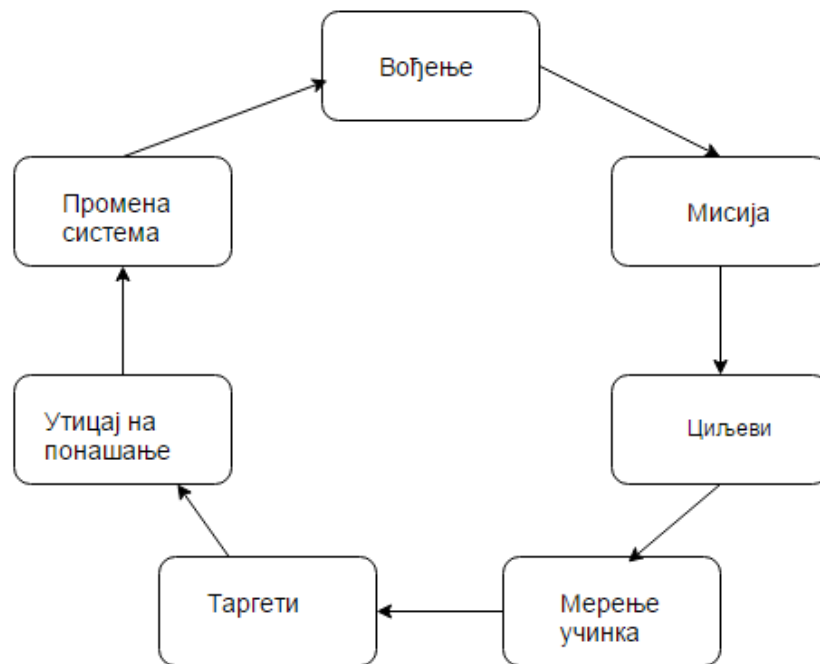 Вођење
Мисија
Циљеви
Мерење
учинка
Таргети
Утицај на
понашање
Промена
система